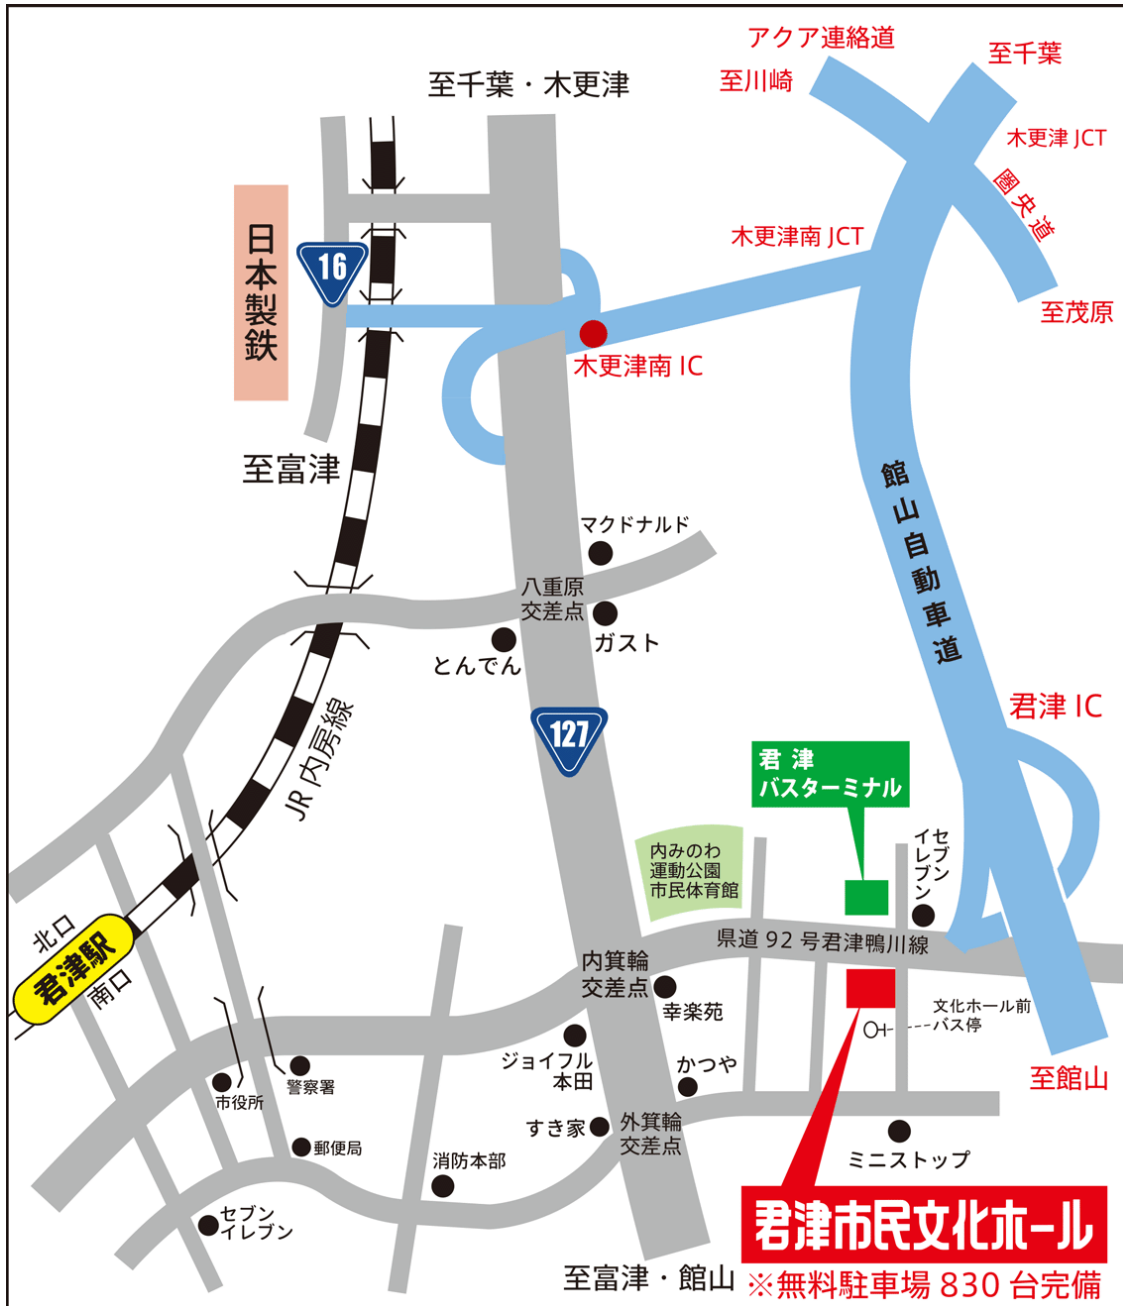 アクア連絡道
至川崎
至千葉
至千葉・木更津
木更津 JCT
圏央道
木更津南 JCT
日本製鉄
16
至茂原
木更津南 IC
至富津
館山自動車道
マクドナルド
八重原
交差点
ガスト
とんでん
JR 内房線
127
君津 IC
君 津
バスターミナル
セブン
イレブン
内みのわ
運動公園
市民体育館
県道 92 号君津鴨川線
北口
君津駅
南口
内箕輪
交差点
幸楽苑
文化ホール前
バス停
ジョイフル
本田
かつや
至館山
警察署
市役所
すき家
外箕輪
交差点
郵便局
消防本部
ミニストップ
セブン
イレブン
君津市民文化ホール
至富津・館山
※無料駐車場 830 台完備